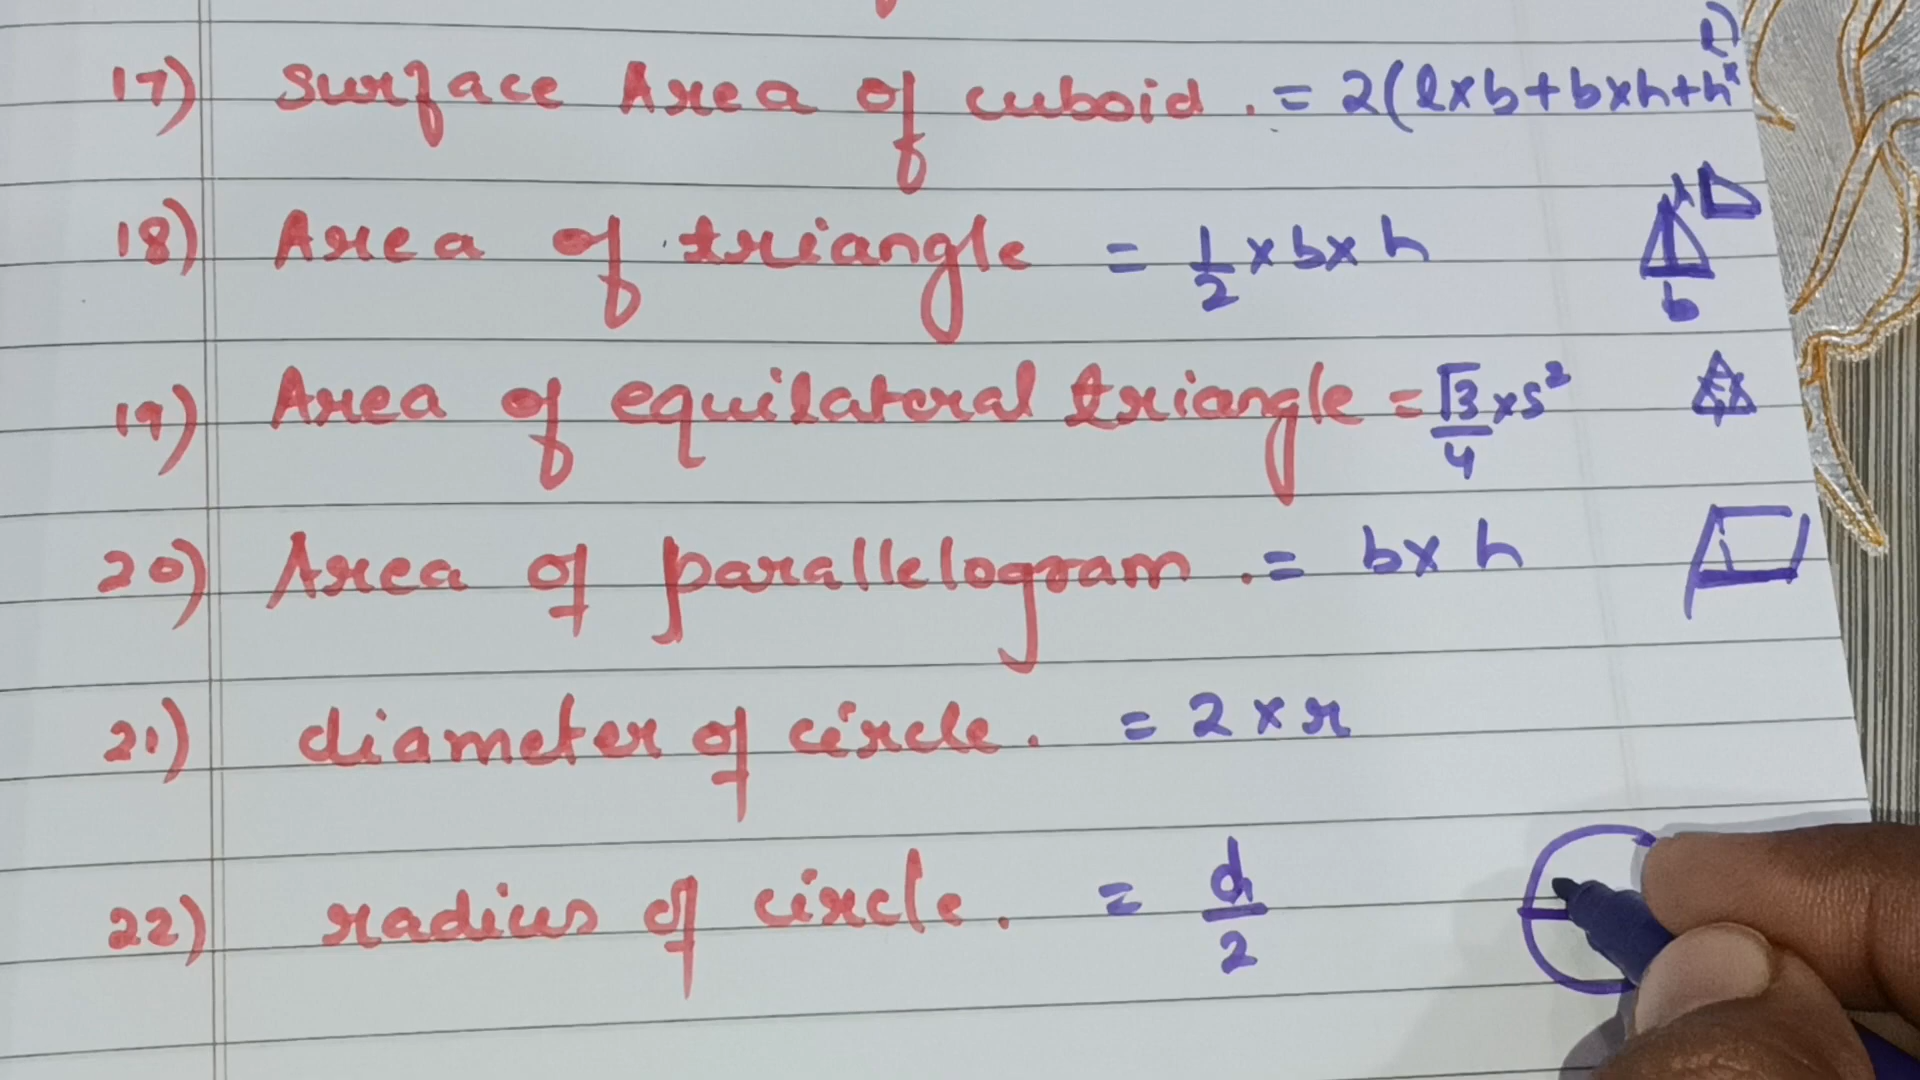 17) Surface Area of cuboid . = 2(l×b+b×h+h×l)
18) Area of triangle = 1/2 × b × h
b
19) Area of equilateral triangle = √3/4 × s²
20) Area of parallelogram . = b × h
21) diameter of circle. = 2 × r
22) radius of circle. = d/2